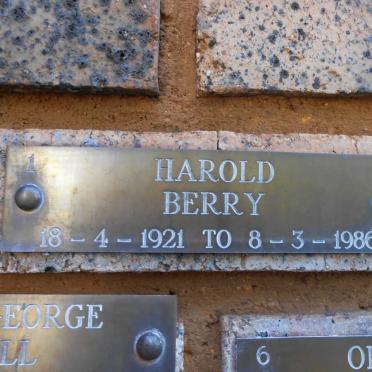 1
HAROLD
BERRY
18 - 4 - 1921 TO 8 - 3 - 1986
EORGE
LL
6